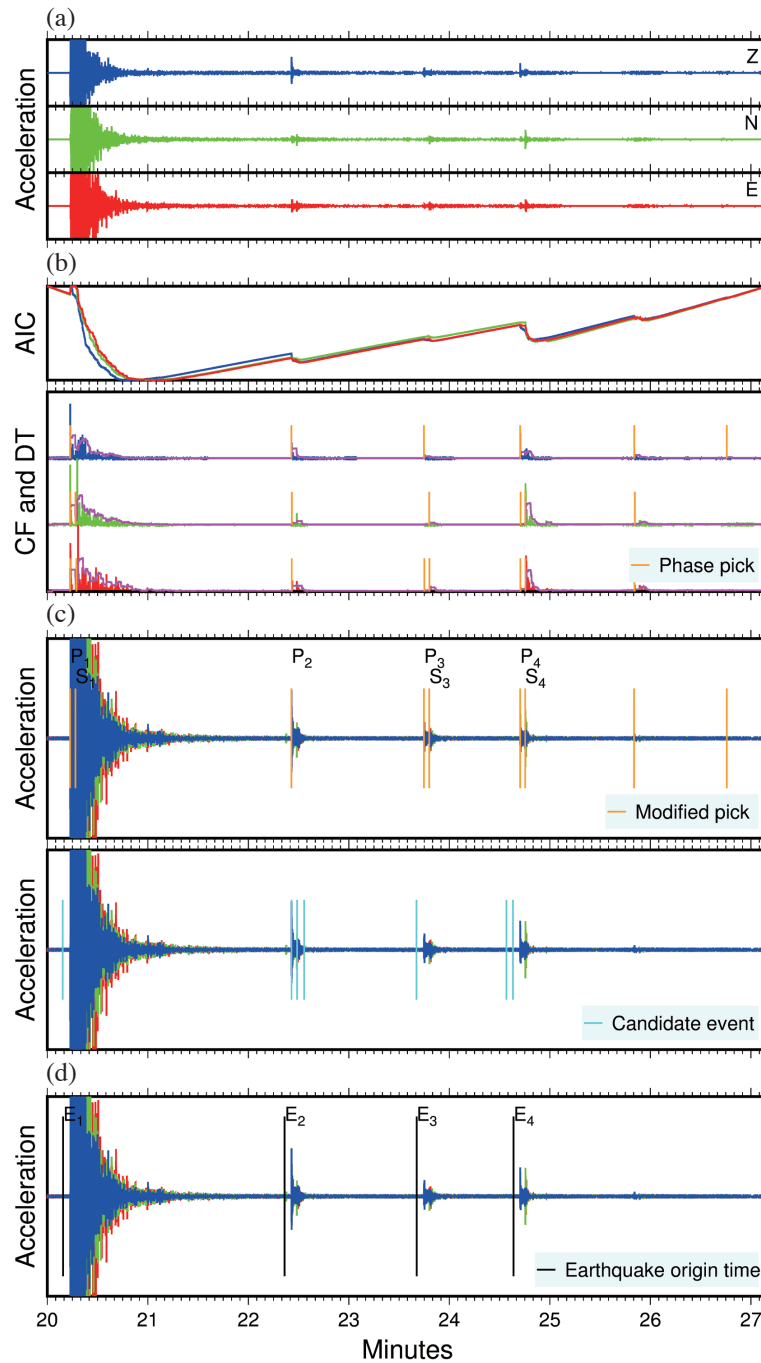 (a)
Acceleration
Z
N
E
(b)
AIC
CF and DT
Phase pick
(c)
Acceleration
P1
S1
P2
P3
S3
P4
S4
Modified pick
Acceleration
Candidate event
(d)
Acceleration
E1
E2
E3
E4
Earthquake origin time
20 21 22 23 24 25 26 27
Minutes